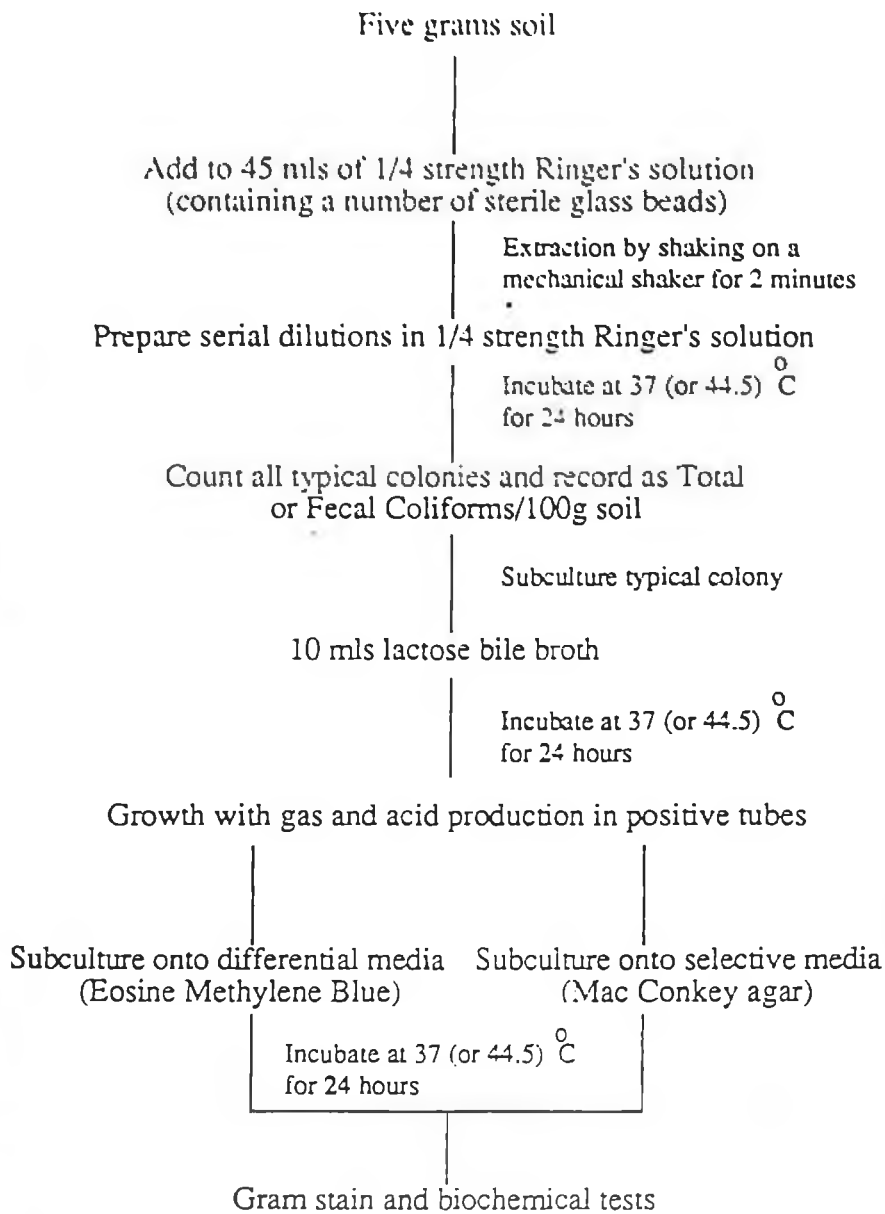 Five grams soil
Add to 45 mls of 1/4 strength Ringer's solution
(containing a number of sterile glass beads)
Extraction by shaking on a
mechanical shaker for 2 minutes
Prepare serial dilutions in 1/4 strength Ringer's solution
Incubate at 37 (or 44.5) °C
for 24 hours
Count all typical colonies and record as Total
or Fecal Coliforms/100g soil
Subculture typical colony
10 mls lactose bile broth
Incubate at 37 (or 44.5) °C
for 24 hours
Growth with gas and acid production in positive tubes
Subculture onto differential media
(Eosine Methylene Blue)
Subculture onto selective media
(Mac Conkey agar)
Incubate at 37 (or 44.5) °C
for 24 hours
Gram stain and biochemical tests